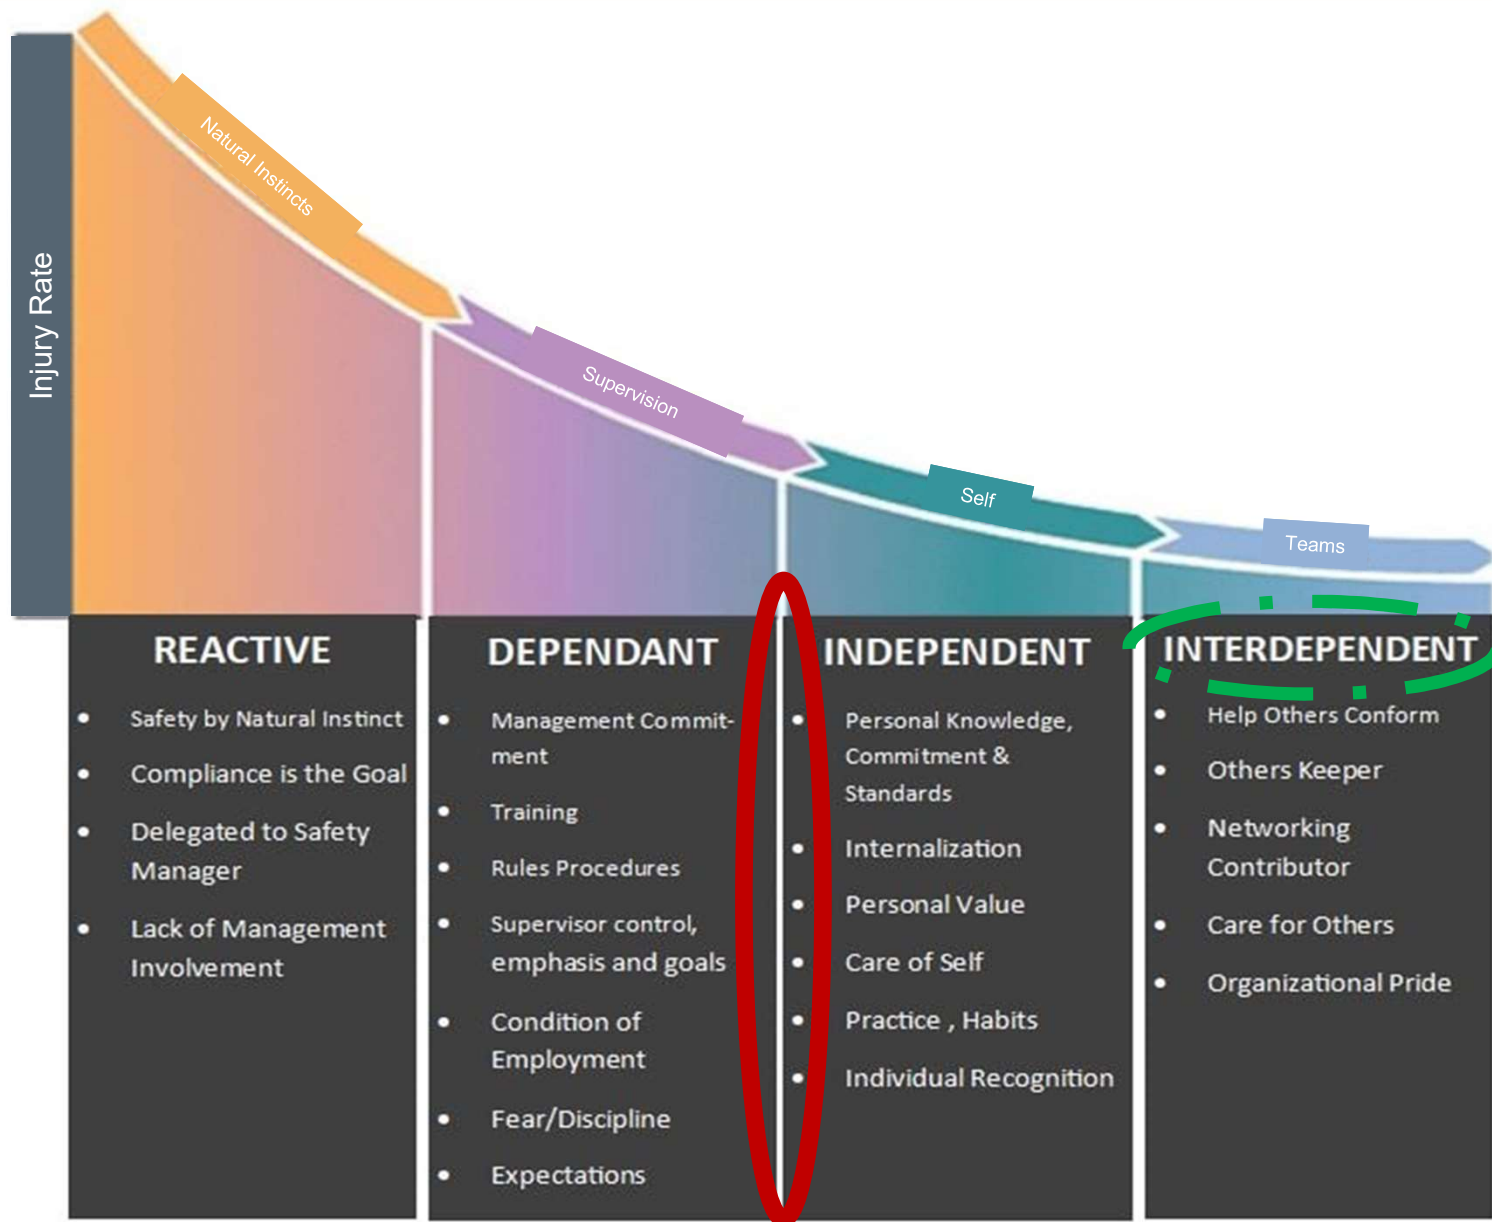 Injury Rate
Natural Instincts
Supervision
Self
Teams
REACTIVE
Safety by Natural Instinct
Compliance is the Goal
Delegated to Safety
Manager
Lack of Management
Involvement
DEPENDANT
Management Commit-
ment
Training
Rules Procedures
Supervisor control,
emphasis and goals
Condition of
Employment
Fear/Discipline
Expectations
INDEPENDENT
Personal Knowledge,
Commitment &
Standards
Internalization
Personal Value
Care of Self
Practice , Habits
Individual Recognition
INTERDEPENDENT
Help Others Conform
Others Keeper
Networking
Contributor
Care for Others
Organizational Pride